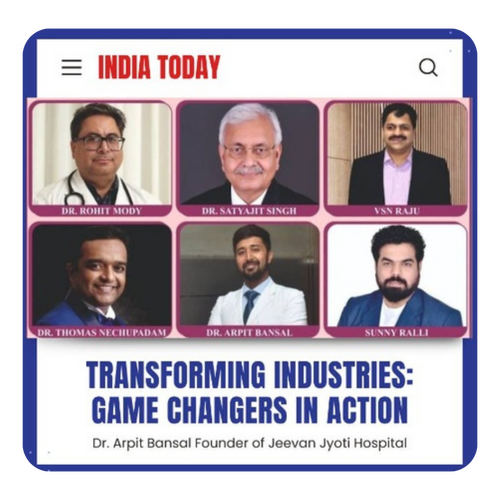 INDIA TODAY
DR. ROHIT MODY
DR. SATYAJIT SINGH
VSN RAJU
DR. THOMAS NECHUPADAM
DR. ARPIT BANSAL
SUNNY RALLI
TRANSFORMING INDUSTRIES:
GAME CHANGERS IN ACTION
Dr. Arpit Bansal Founder of Jeevan Jyoti Hospital